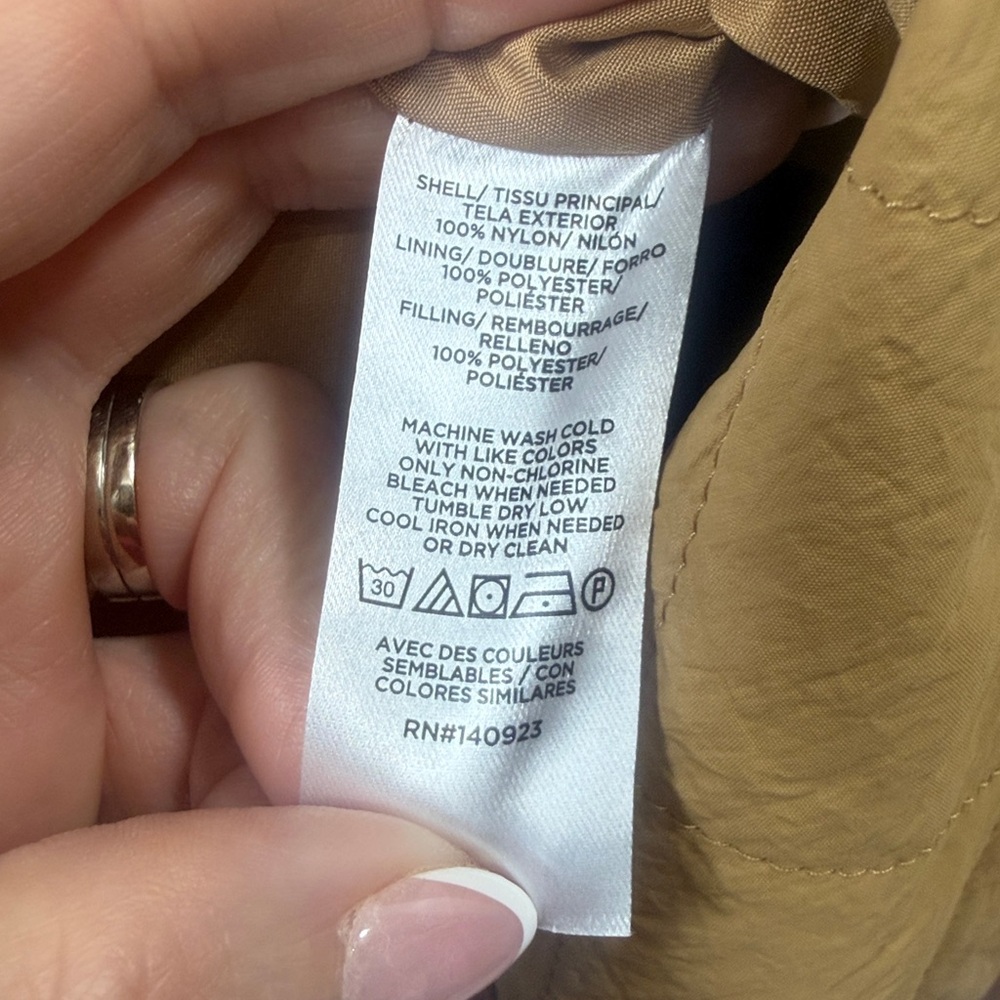 SHELL/ TISSU PRINCIPAL/
TELA EXTERIOR
100% NYLON/ NILÓN
LINING/ DOUBLURE/ FORRO
100% POLYESTER/
POLIÉSTER
FILLING/ REMBOURRAGE/
RELLENO
100% POLYESTER/
POLIÉSTER
MACHINE WASH COLD
WITH LIKE COLORS
ONLY NON-CHLORINE
BLEACH WHEN NEEDED
TUMBLE DRY LOW
COOL IRON WHEN NEEDED
OR DRY CLEAN
30 P
AVEC DES COULEURS
SEMBLABLES / CON
COLORES SIMILARES
RN#140923